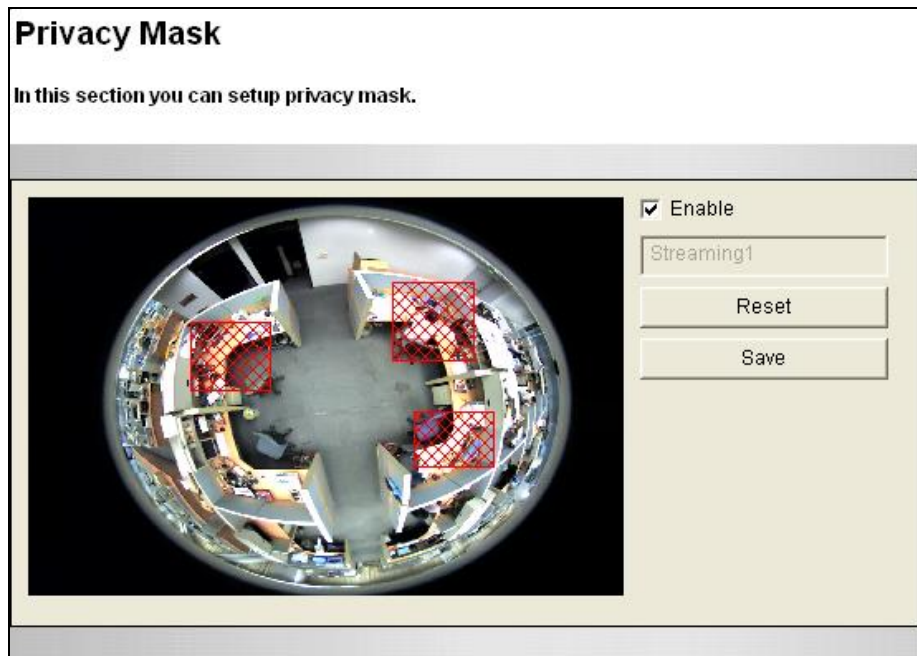 Privacy Mask
In this section you can setup privacy mask.
Enable
Streaming1
Reset
Save